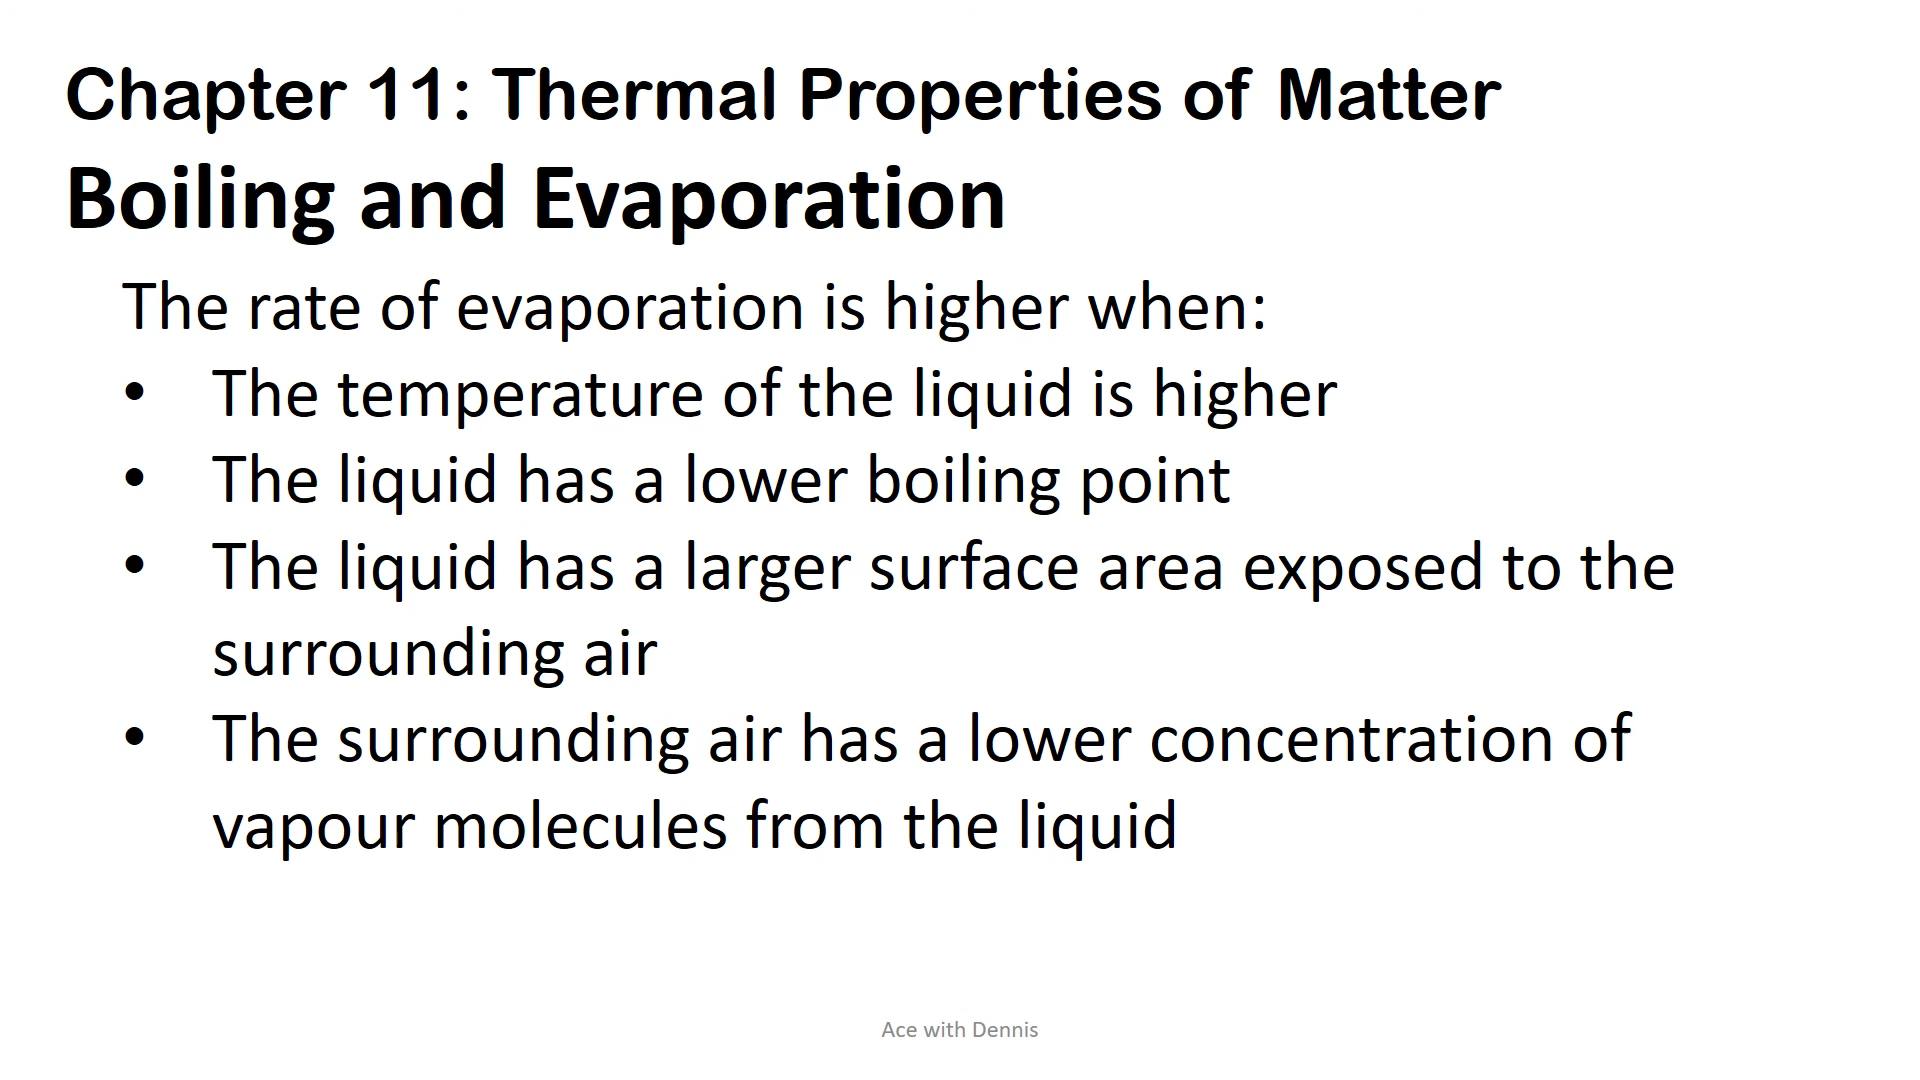 Chapter 11: Thermal Properties of Matter
Boiling and Evaporation
The rate of evaporation is higher when:
• The temperature of the liquid is higher
• The liquid has a lower boiling point
• The liquid has a larger surface area exposed to the
surrounding air
• The surrounding air has a lower concentration of
vapour molecules from the liquid
Ace with Dennis